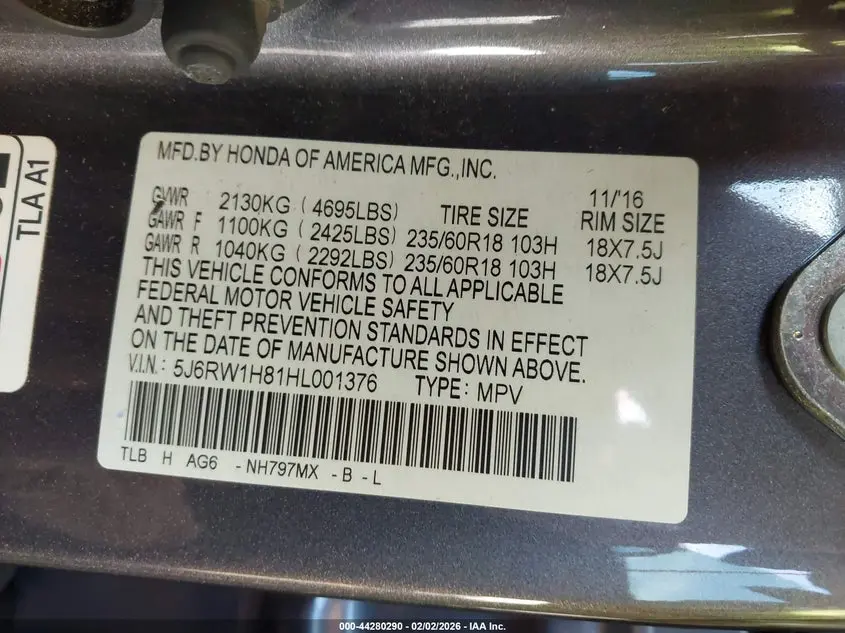 MFD.BY HONDA OF AMERICA MFG.,INC.
11/'16
GVWR 2130KG ( 4695LBS) TIRE SIZE RIM SIZE
GAWR F 1100KG ( 2425LBS) 235/60R18 103H 18X7.5J
GAWR R 1040KG ( 2292LBS) 235/60R18 103H 18X7.5J
THIS VEHICLE CONFORMS TO ALL APPLICABLE
FEDERAL MOTOR VEHICLE SAFETY
AND THEFT PREVENTION STANDARDS IN EFFECT
ON THE DATE OF MANUFACTURE SHOWN ABOVE.
V.I.N.: 5J6RW1H81HL001376 TYPE: MPV
TLB H AG6 -NH797MX -B -L
TLA A1
000-44280290 - 02/02/2026 - IAA Inc.